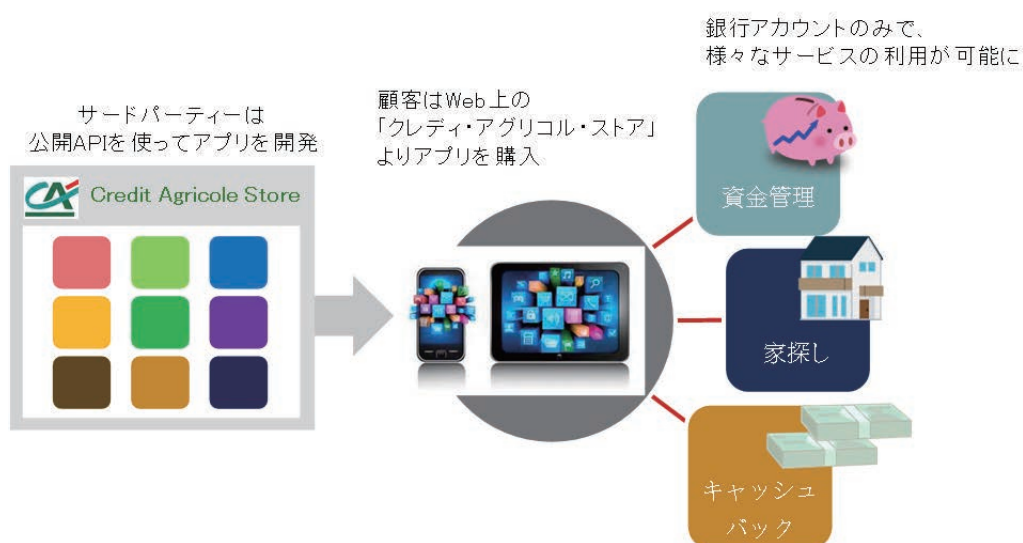 サードパーティーは
公開APIを使ってアプリを開発
Credit Agricole Store
顧客はWeb上の
「クレディ・アグリコル・ストア」
よりアプリを購入
銀行アカウントのみで、
様々なサービスの利用が可能に
資金管理
家探し
キャッシュ
バック